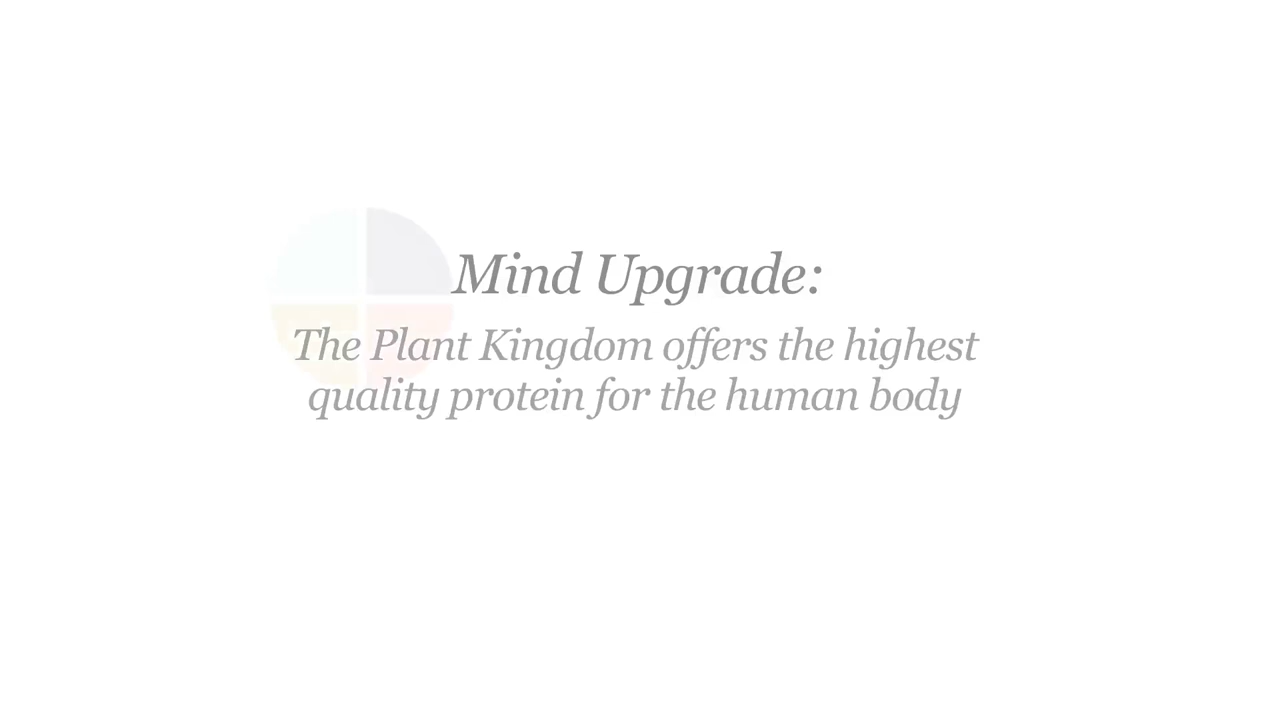 Mind Upgrade:
The Plant Kingdom offers the highest
quality protein for the human body